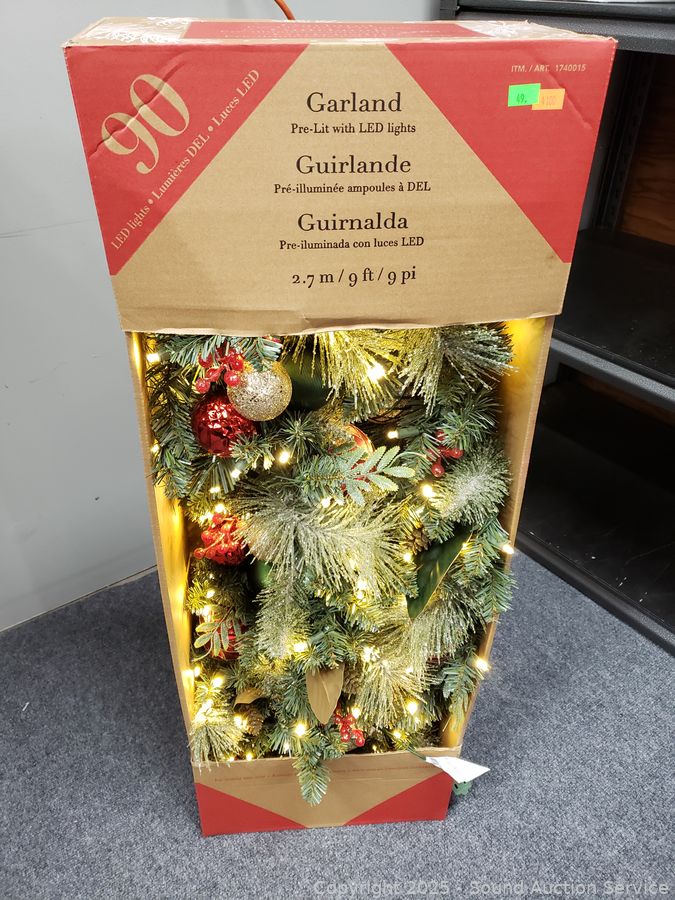 ITM. / ART. 1740015
49.
$100
90
LED lights • Lumières DEL • Luces LED
Garland
Pre-Lit with LED lights
Guirlande
Pré-illuminée ampoules à DEL
Guirnalda
Pre-iluminada con luces LED
2.7 m / 9 ft / 9 pi
Copyright 2025 - Sound Auction Service